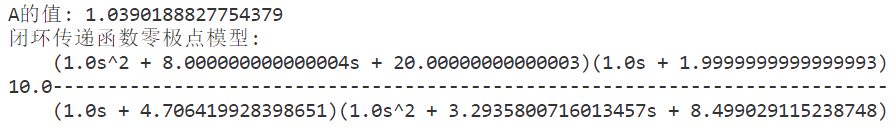 A的值: 1.0390188827754379
闭环传递函数零极点模型:
(1.0s^2 + 8.000000000000004s + 20.00000000000003)(1.0s + 1.9999999999999993)
10.0-----------------------------------------------------------------------------
(1.0s + 4.706419928398651)(1.0s^2 + 3.2935800716013457s + 8.499029115238748)